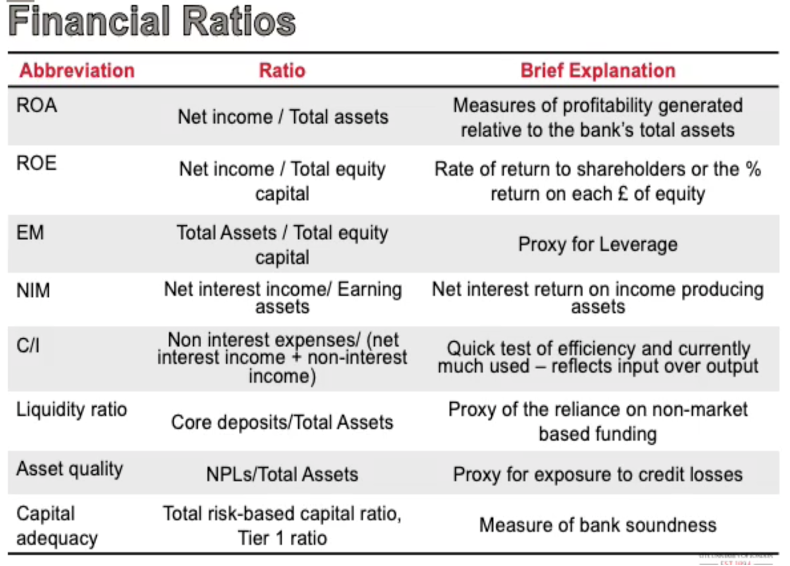 Financial Ratios
Abbreviation Ratio Brief Explanation
ROA
Net income / Total assets
Measures of profitability generated
relative to the bank's total assets
ROE
Net income / Total equity
capital
Rate of return to shareholders or the %
return on each £ of equity
EM
Total Assets / Total equity
capital
Proxy for Leverage
NIM
Net interest income/ Earning
assets
Net interest return on income producing
assets
C/I
Non interest expenses/ (net
interest income + non-interest
income)
Quick test of efficiency and currently
much used – reflects input over output
Liquidity ratio
Core deposits/Total Assets
Proxy of the reliance on non-market
based funding
Asset quality
NPLs/Total Assets
Proxy for exposure to credit losses
Capital
adequacy
Total risk-based capital ratio,
Tier 1 ratio
Measure of bank soundness